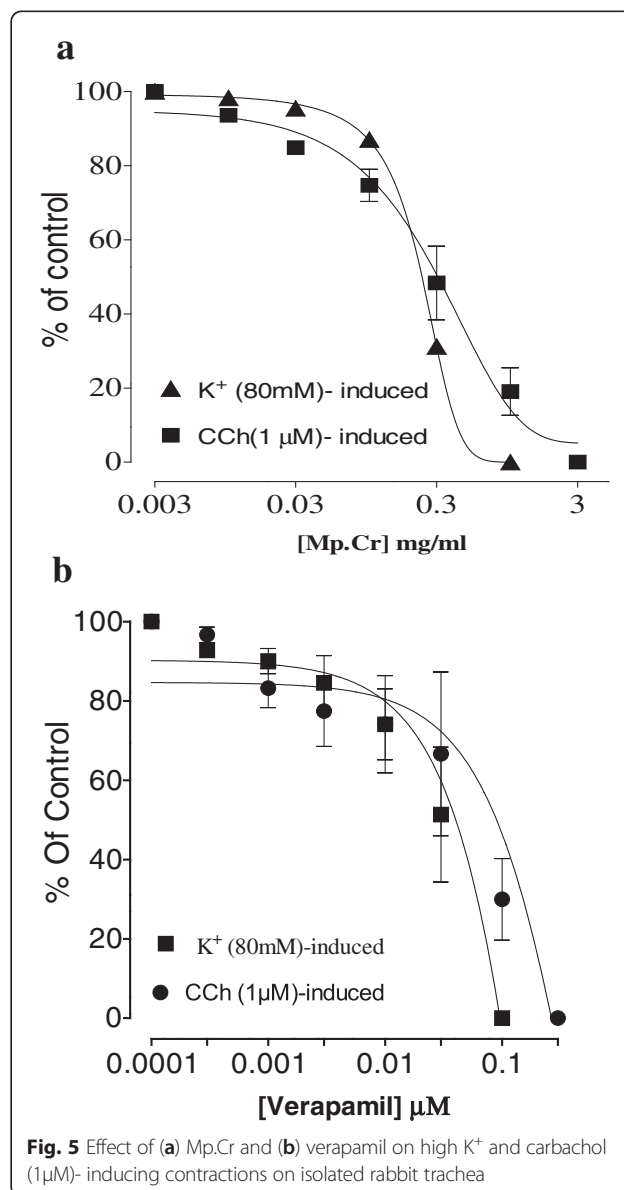 a
100
80
60
40
20
0
% of control
K⁺ (80mM)- induced
CCh(1 µM)- induced
0.003 0.03 0.3 3
[Mp.Cr] mg/ml
b
100
80
60
40
20
0
% Of Control
K⁺ (80mM)-induced
CCh (1µM)-induced
0.0001 0.001 0.01 0.1
[Verapamil] µM
Fig. 5 Effect of (a) Mp.Cr and (b) verapamil on high K⁺ and carbachol
(1µM)- inducing contractions on isolated rabbit trachea